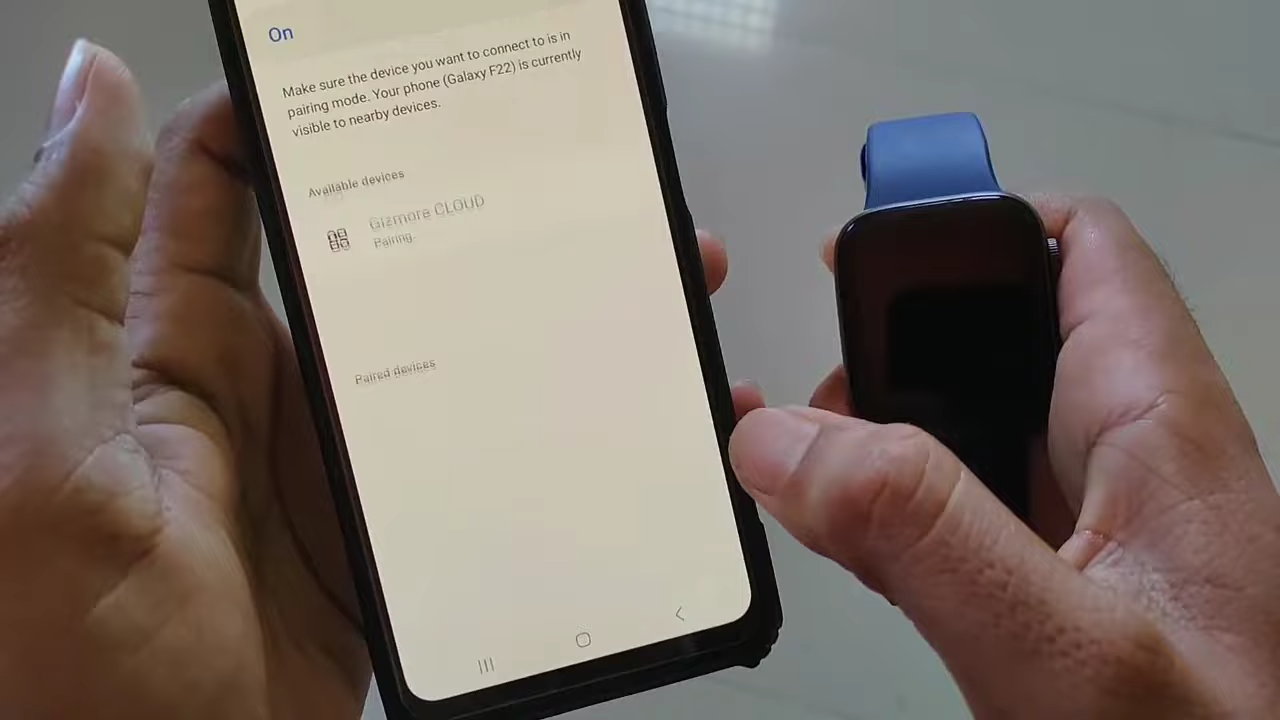 On
Make sure the device you want to connect to is in
pairing mode. Your phone (Galaxy F22) is currently
visible to nearby devices.
Available devices
Gizmore CLOUD
Pairing.
Paired devices